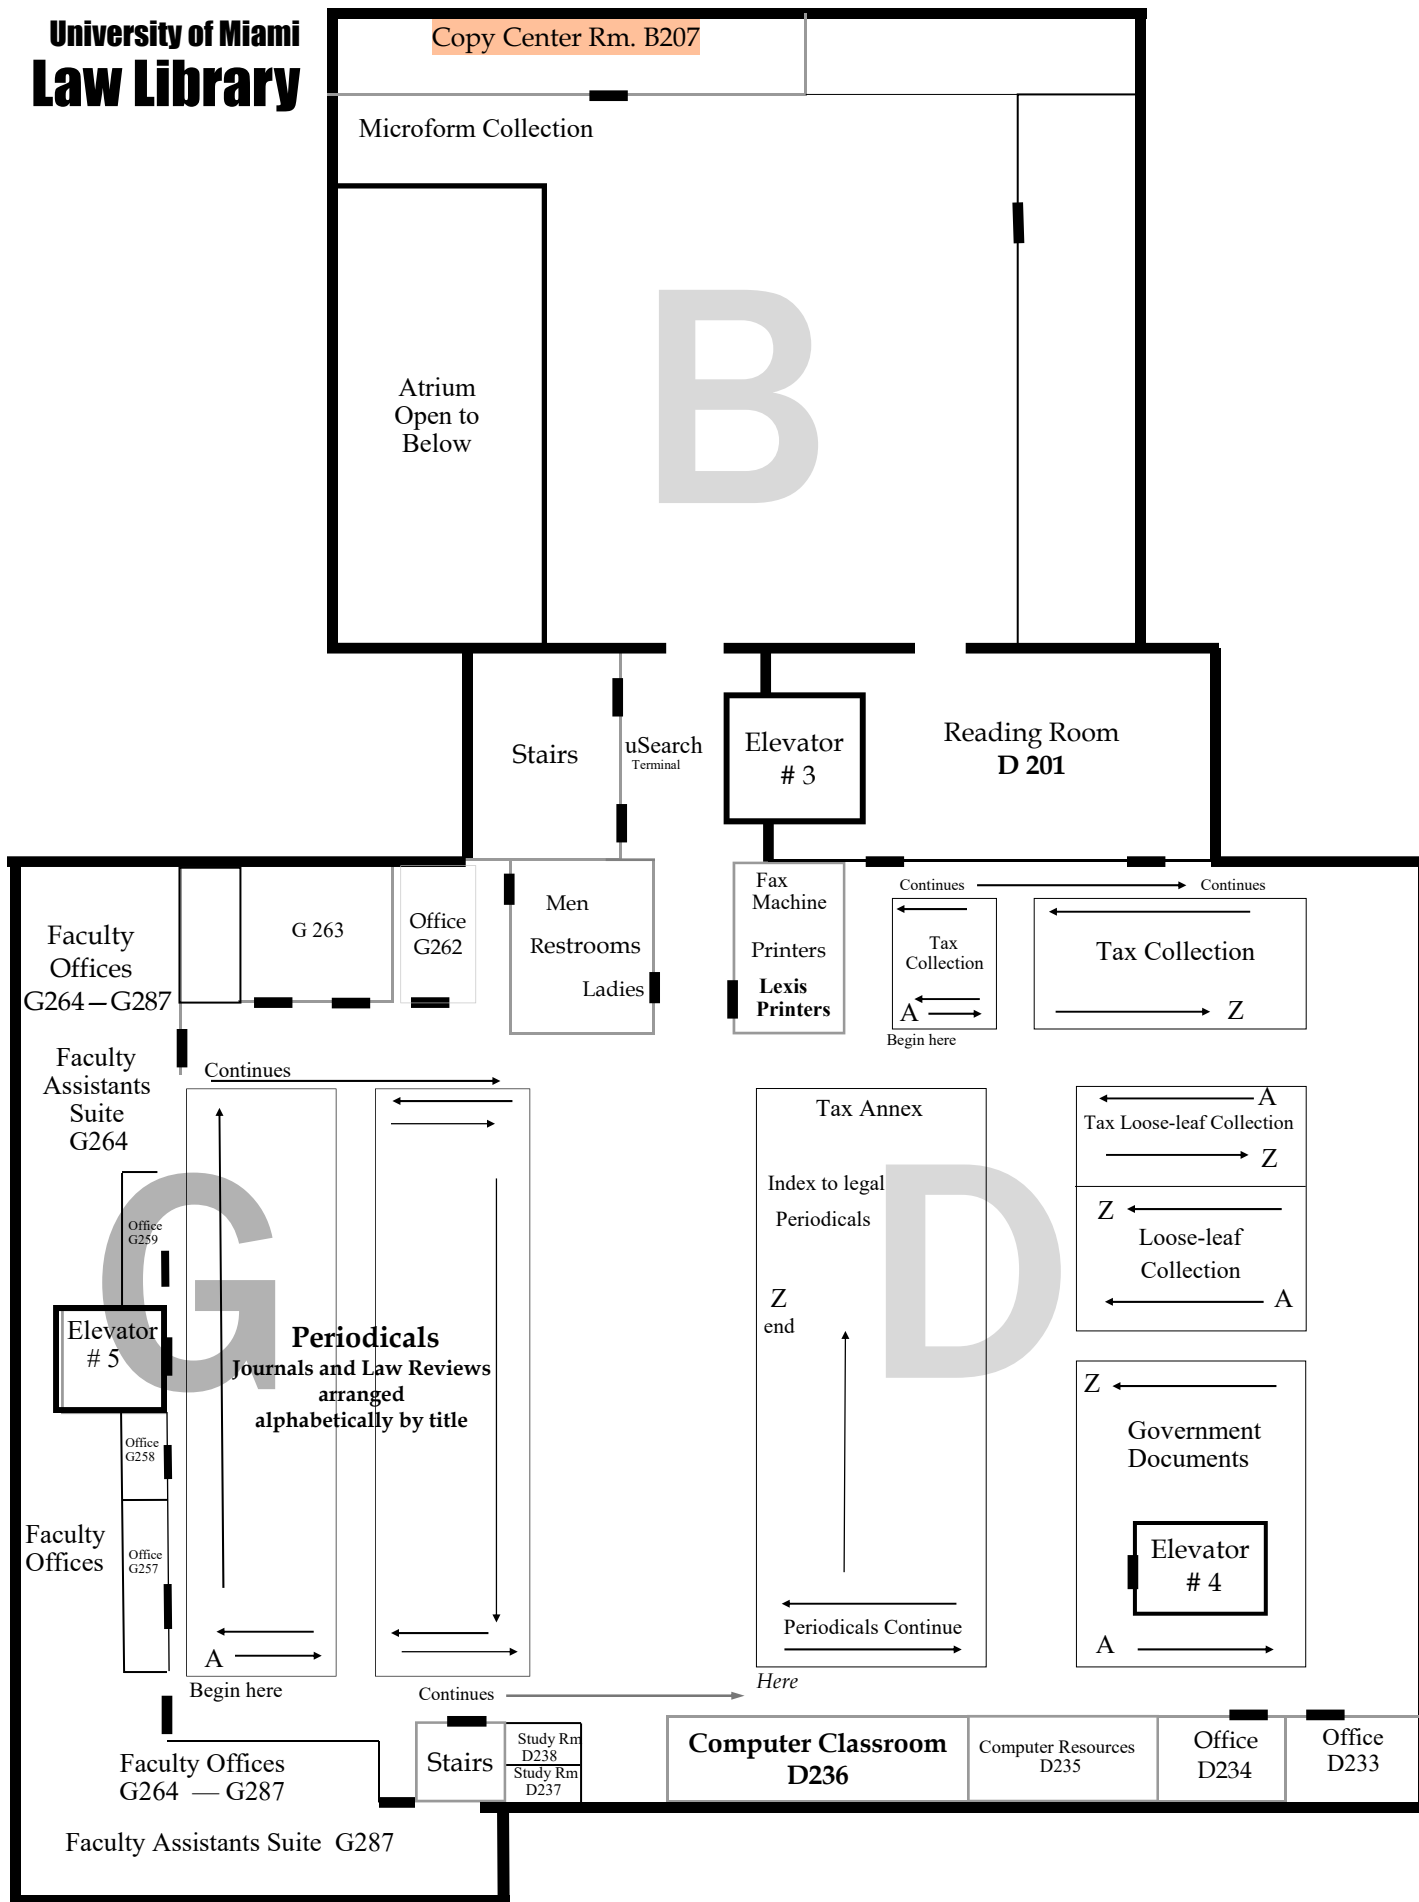 University of Miami
Law Library
Copy Center Rm. B207
Microform Collection
Atrium
Open to
Below
B
Stairs
uSearch
Terminal
Elevator
# 3
Reading Room
D 201
Faculty
Offices
G264—G287
G 263
Office
G262
Men
Restrooms
Ladies
Fax
Machine
Printers
Lexis
Printers
Continues
Continues
Tax
Collection
A
Begin here
Tax Collection
Z
Faculty
Assistants
Suite
G264
Continues
Tax Annex
Index to legal
Periodicals
Z
end
A
Tax Loose-leaf Collection
Z
Z
Loose-leaf
Collection
A
G
D
Office
G259
Elevator
# 5
Periodicals
Journals and Law Reviews
arranged
alphabetically by title
Office
G258
Faculty
Offices
Office
G257
Z
Government
Documents
Elevator
# 4
A
A
Begin here
Periodicals Continue
Here
Continues
Faculty Offices
G264 — G287
Stairs
Study Rm
D238
Study Rm
D237
Computer Classroom
D236
Computer Resources
D235
Office
D234
Office
D233
Faculty Assistants Suite G287